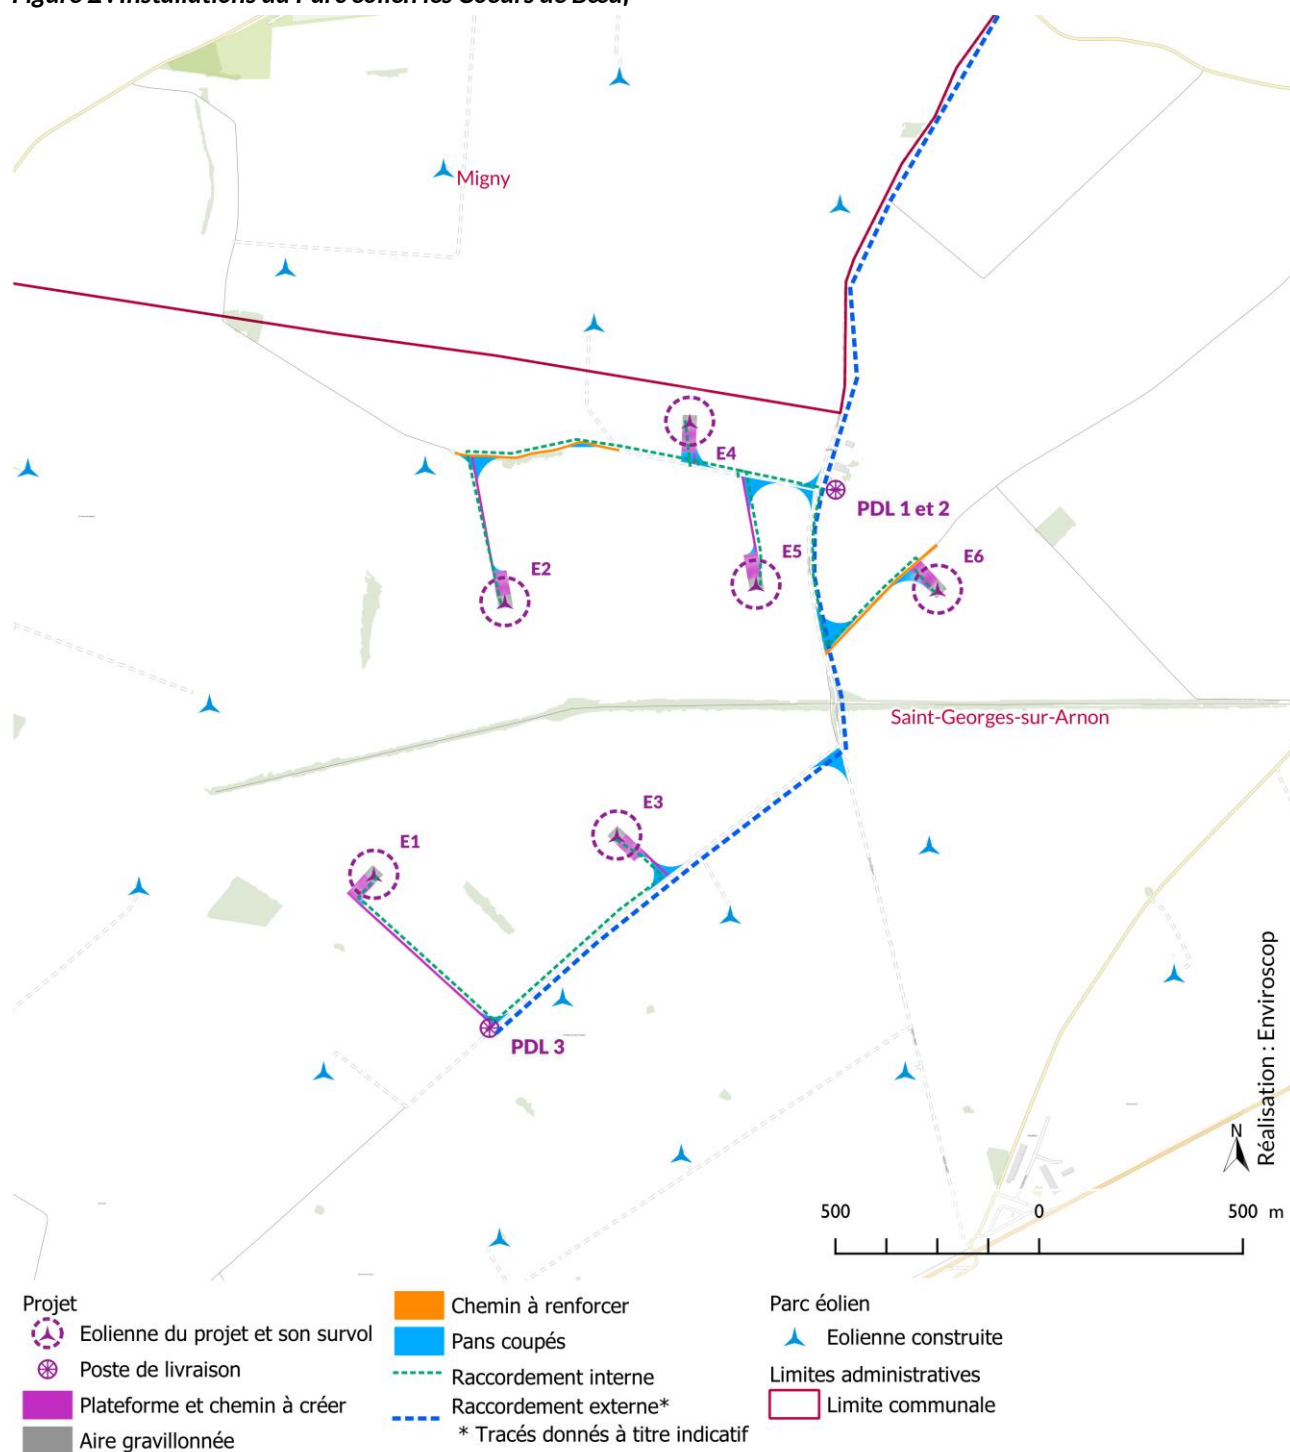 Figure 2 : Installations du Parc éolien les Coeurs de Bœuf
Migny
E4
PDL 1 et 2
E5
E6
E2
Saint-Georges-sur-Arnon
E3
E1
PDL 3
Réalisation : Enviroscop
N
500 0 500 m
Projet
Eolienne du projet et son survol
Poste de livraison
Plateforme et chemin à créer
Aire gravillonnée
Chemin à renforcer
Pans coupés
Raccordement interne
Raccordement externe*
* Tracés donnés à titre indicatif
Parc éolien
Eolienne construite
Limites administratives
Limite communale